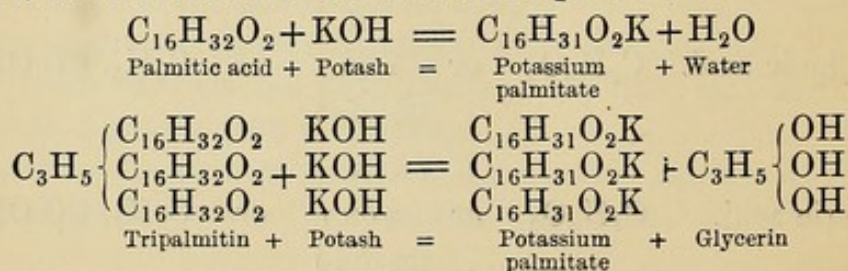 C₁₆H₃₂O₂+KOH = C₁₆H₃₁O₂K+H₂O
Palmitic acid + Potash = Potassium + Water
palmitate
C₁₆H₃₂O₂ KOH C₁₆H₃₁O₂K OH
C₃H₅{C₁₆H₃₂O₂+KOH = C₁₆H₃₁O₂K+C₃H₅{OH
C₁₆H₃₂O₂ KOH C₁₆H₃₁O₂K OH
Tripalmitin + Potash = Potassium + Glycerin
palmitate